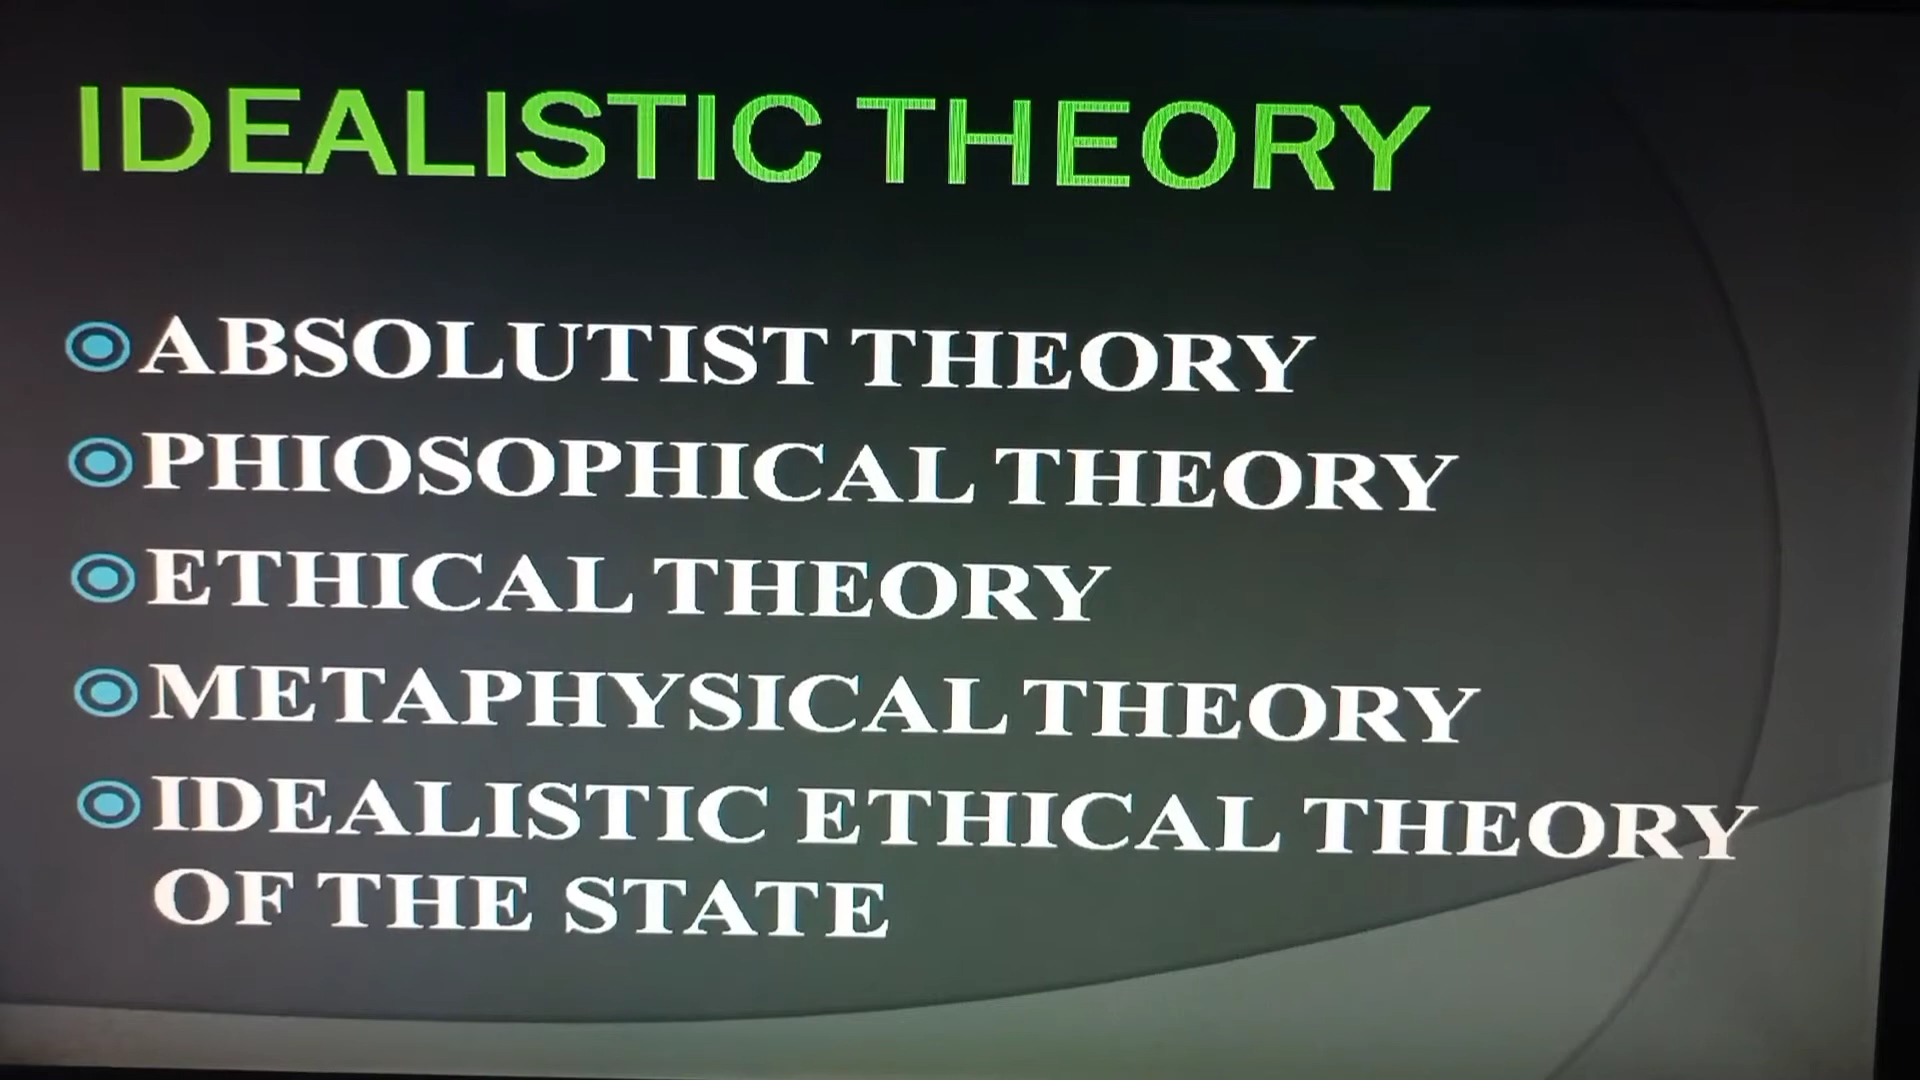 IDEALISTIC THEORY
ABSOLUTIST THEORY
PHIOSOPHICAL THEORY
ETHICAL THEORY
METAPHYSICAL THEORY
IDEALISTIC ETHICAL THEORY
OF THE STATE